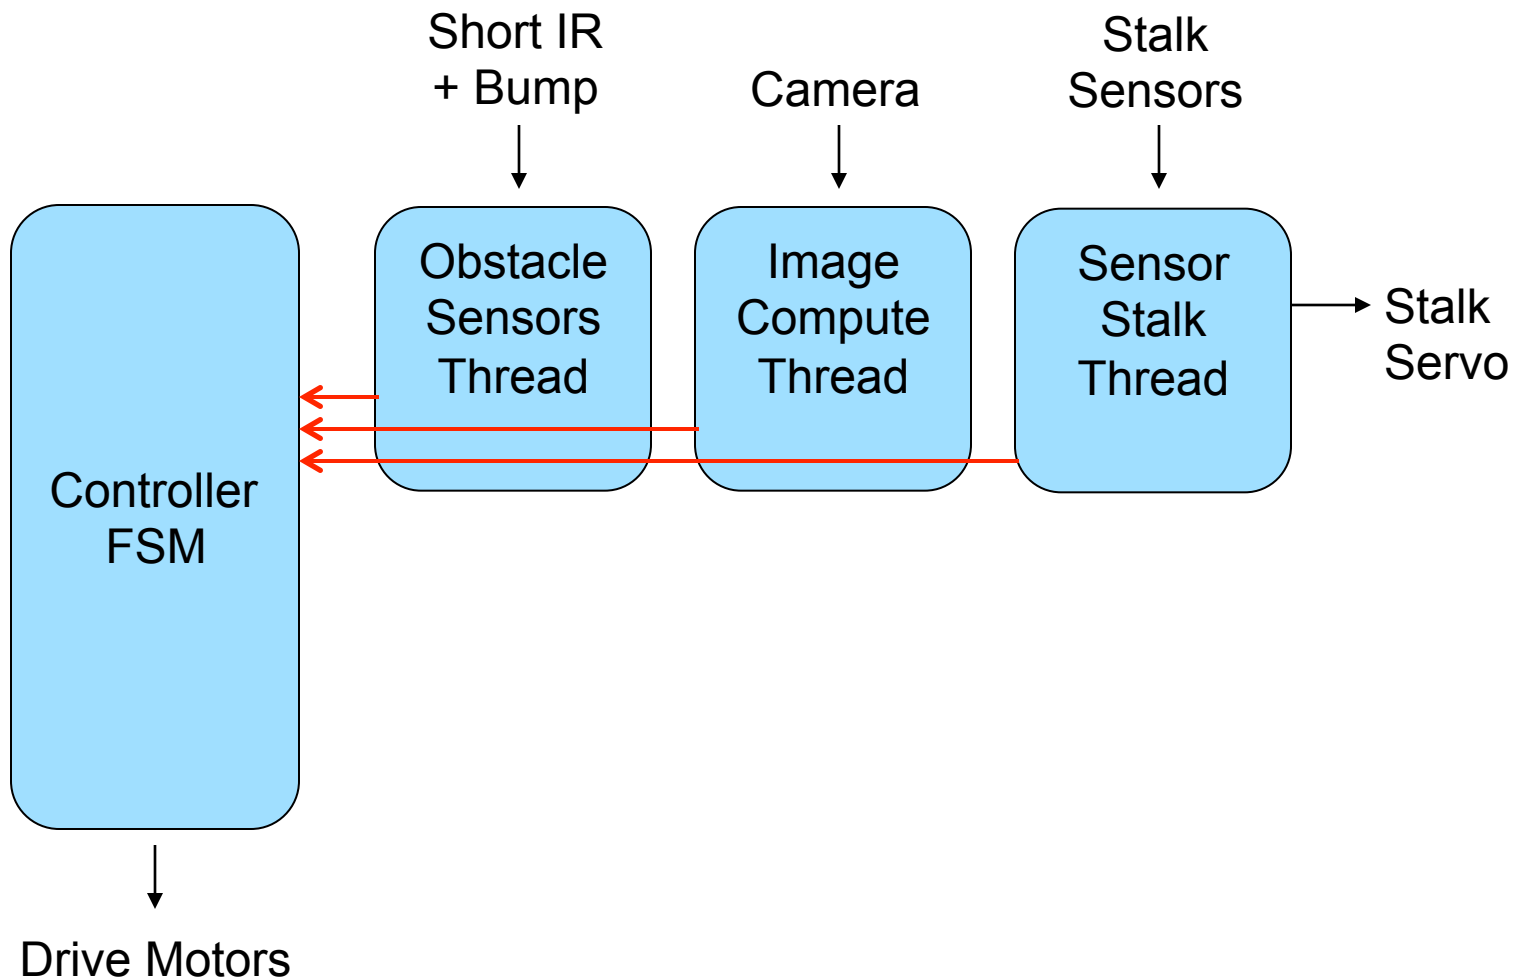 Short IR
+ Bump
Camera
Stalk
Sensors
Obstacle
Sensors
Thread
Image
Compute
Thread
Sensor
Stalk
Thread
Stalk
Servo
Controller
FSM
Drive Motors